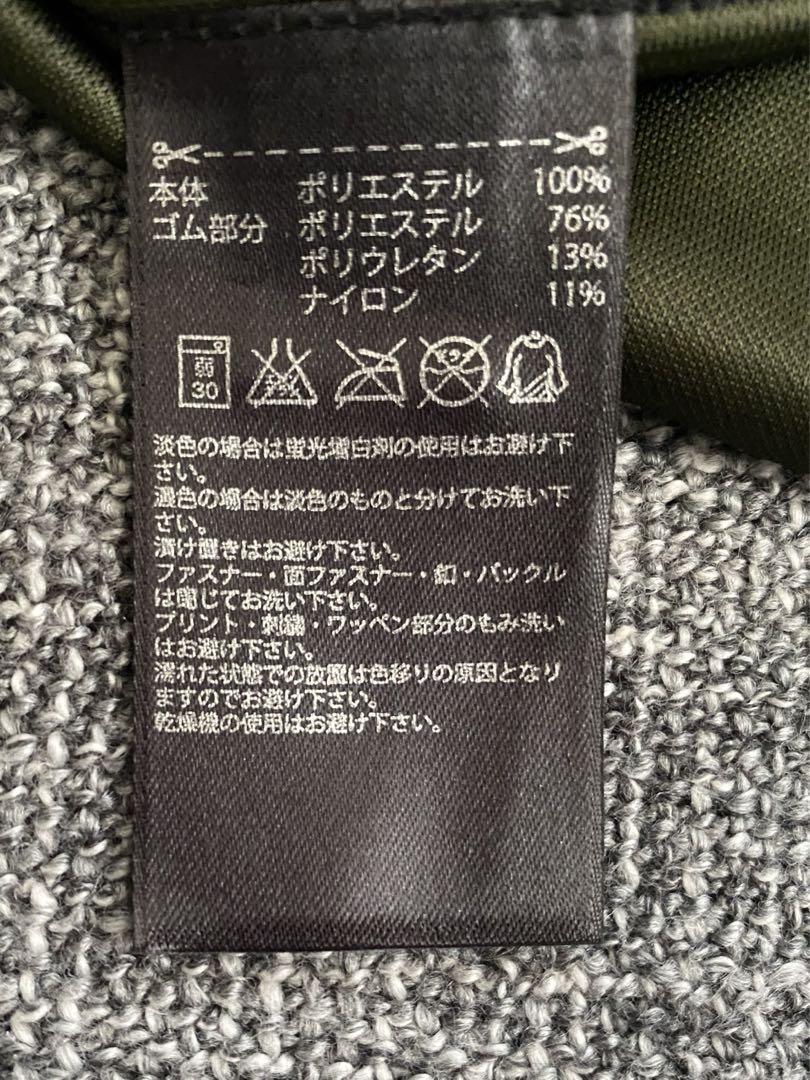 本体 ポリエステル 100%
ゴム部分 ポリエステル 76%
ポリウレタン 13%
ナイロン 11%
弱
30
淡色の場合は蛍光増白剤の使用はお避け下
さい。
濃色の場合は淡色のものと分けてお洗い下
さい。
漬け置きはお避け下さい。
ファスナー・面ファスナー・釦・バックル
は閉じてお洗い下さい。
プリント・刺繍・ワッペン部分のもみ洗い
はお避け下さい。
濡れた状態での放置は色移りの原因となり
ますのでお避け下さい。
乾燥機の使用はお避け下さい。